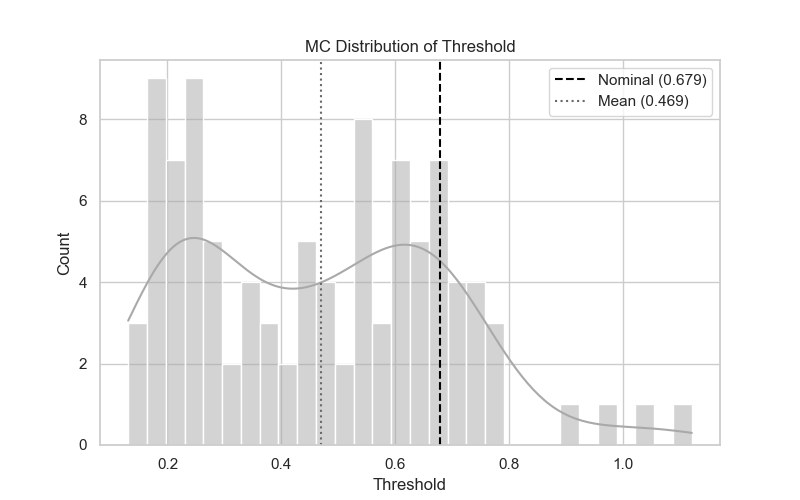 MC Distribution of Threshold
Nominal (0.679)
Mean (0.469)
8
6
4
2
0
Count
0.2 0.4 0.6 0.8 1.0
Threshold